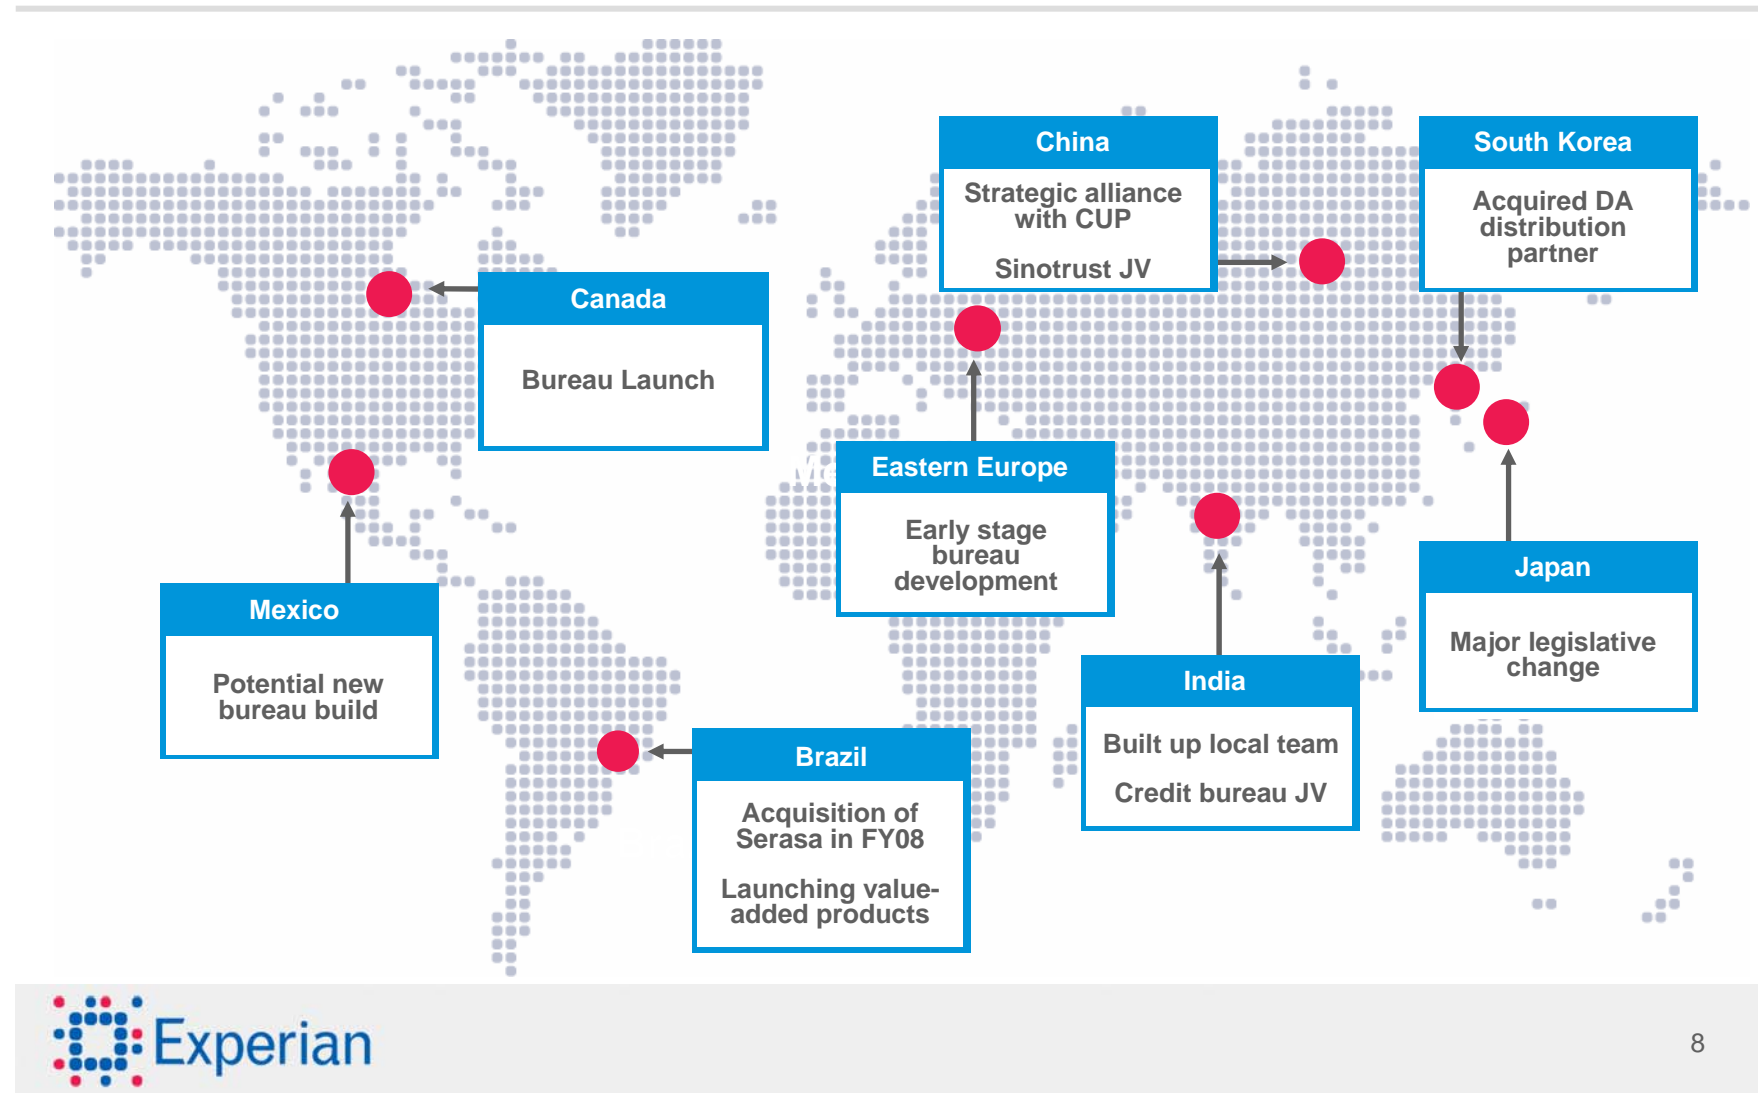 China
Strategic alliance
with CUP
Sinotrust JV
South Korea
Acquired DA
distribution
partner
Canada
Bureau Launch
Eastern Europe
Early stage
bureau
development
Mexico
Potential new
bureau build
Japan
Major legislative
change
India
Built up local team
Credit bureau JV
Brazil
Acquisition of
Serasa in FY08
Launching value-
added products
Experian
8